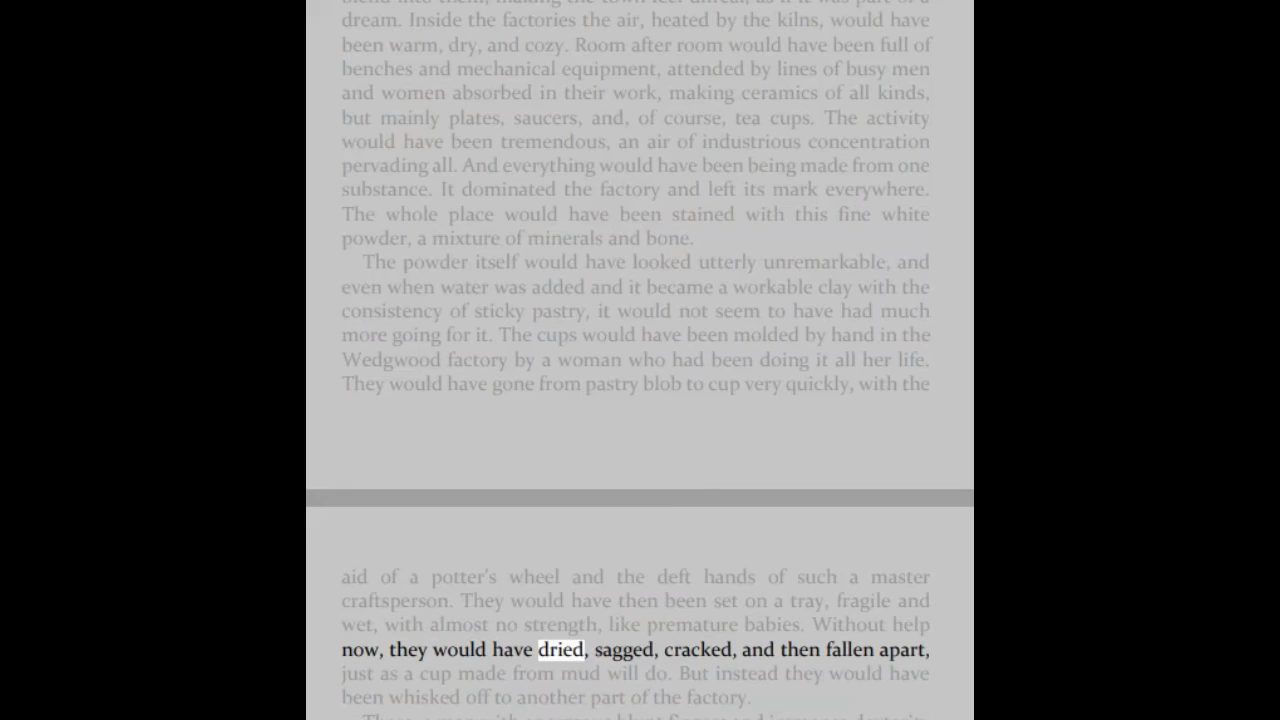 dream. Inside the factories the air, heated by the kilns, would have
been warm, dry, and cozy. Room after room would have been full of
benches and mechanical equipment, attended by lines of busy men
and women absorbed in their work, making ceramics of all kinds,
but mainly plates, saucers, and, of course, tea cups. The activity
would have been tremendous, an air of industrious concentration
pervading all. And everything would have been being made from one
substance. It dominated the factory and left its mark everywhere.
The whole place would have been stained with this fine white
powder, a mixture of minerals and bone.
The powder itself would have looked utterly unremarkable, and
even when water was added and it became a workable clay with the
consistency of sticky pastry, it would not seem to have had much
more going for it. The cups would have been molded by hand in the
Wedgwood factory by a woman who had been doing it all her life.
They would have gone from pastry blob to cup very quickly, with the
aid of a potter's wheel and the deft hands of such a master
craftsperson. They would have then been set on a tray, fragile and
wet, with almost no strength, like premature babies. Without help
now, they would have dried, sagged, cracked, and then fallen apart,
just as a cup made from mud will do. But instead they would have
been whisked off to another part of the factory.